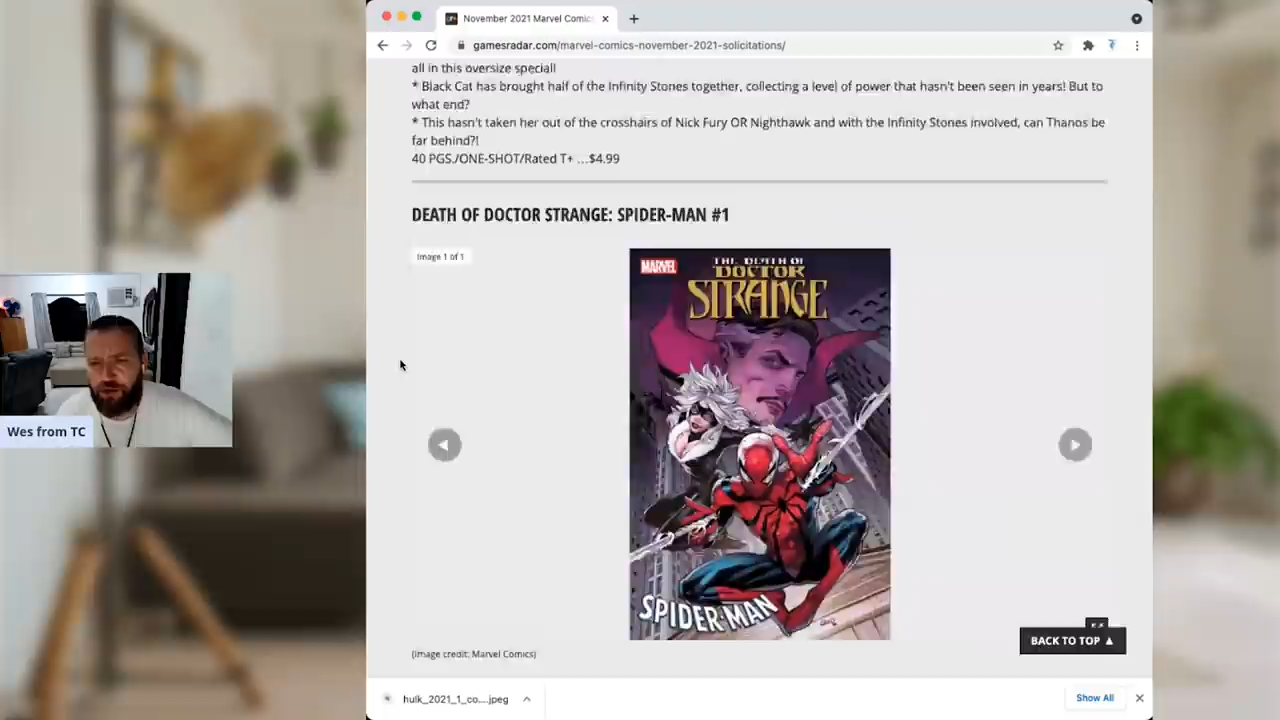 November 2021 Marvel Comic
gamesradar.com/marvel-comics-november-2021-solicitations/
all in this oversize special!
* Black Cat has brought half of the Infinity Stones together, collecting a level of power that hasn't been seen in years! But to
what end?
* This hasn't taken her out of the crosshairs of Nick Fury OR Nighthawk and with the Infinity Stones involved, can Thanos be
far behind?!
40 PGS./ONE-SHOT/Rated T+ …$4.99
DEATH OF DOCTOR STRANGE: SPIDER-MAN #1
Image 1 of 1
MARVEL
THE DEATH OF
DOCTOR
STRANGE
SPIDER-MAN
Wes from TC
BACK TO TOP ▲
(Image credit: Marvel Comics)
hulk_2021_1_co....jpeg
Show All